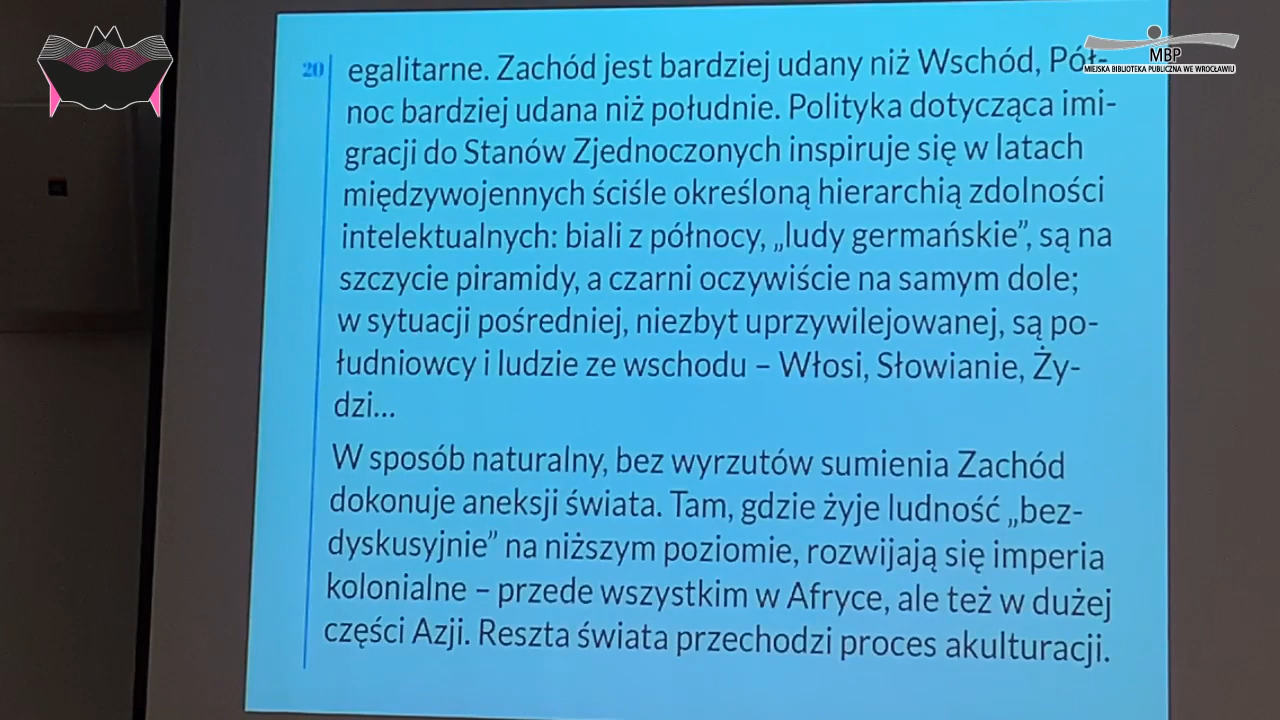 MBP
MIEJSKA BIBLIOTEKA PUBLICZNA WE WROCŁAWIU
20
egalitarne. Zachód jest bardziej udany niż Wschód, Pół-
noc bardziej udana niż południe. Polityka dotycząca imi-
gracji do Stanów Zjednoczonych inspiruje się w latach
międzywojennych ściśle określoną hierarchią zdolności
intelektualnych: biali z północy, „ludy germańskie”, są na
szczycie piramidy, a czarni oczywiście na samym dole;
w sytuacji pośredniej, niezbyt uprzywilejowanej, są po-
łudniowcy i ludzie ze wschodu – Włosi, Słowianie, Ży-
dzi...
W sposób naturalny, bez wyrzutów sumienia Zachód
dokonuje aneksji świata. Tam, gdzie żyje ludność „bez-
dyskusyjnie” na niższym poziomie, rozwijają się imperia
kolonialne – przede wszystkim w Afryce, ale też w dużej
części Azji. Reszta świata przechodzi proces akulturacji.